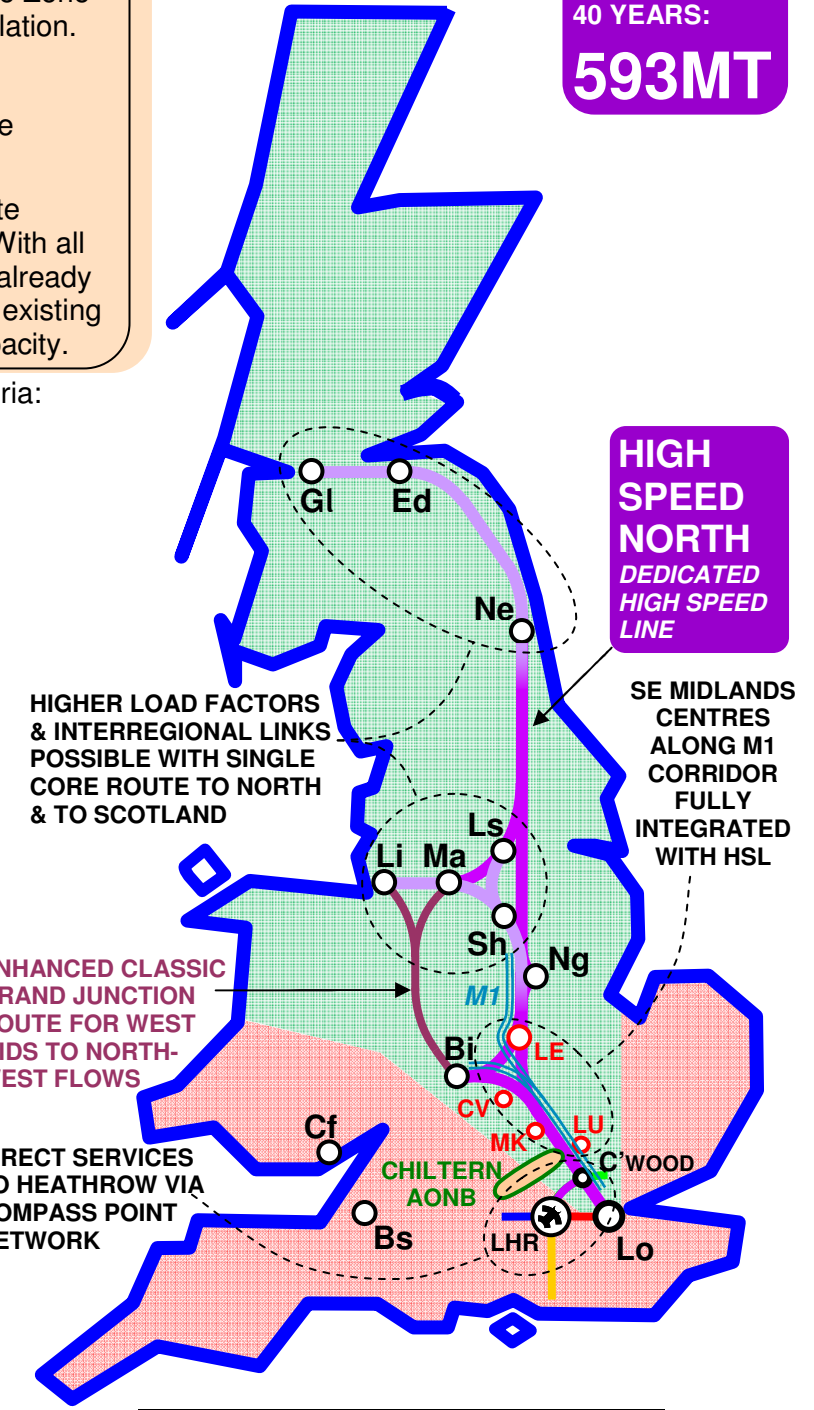 lation.
40 YEARS:
593MT
e
te
With all
already
existing
acity.
ria:
HIGH
SPEED
NORTH
DEDICATED
HIGH SPEED
LINE
Gl
Ed
Ne
HIGHER LOAD FACTORS
& INTERREGIONAL LINKS
POSSIBLE WITH SINGLE
CORE ROUTE TO NORTH
& TO SCOTLAND
SE MIDLANDS
CENTRES
ALONG M1
CORRIDOR
FULLY
INTEGRATED
WITH HSL
Ls
Li
Ma
Sh
Ng
M1
NHANCED CLASSIC
RAND JUNCTION
OUTE FOR WEST
IDS TO NORTH-
EST FLOWS
Bi
LE
CV
MK
LU
Cf
RECT SERVICES
O HEATHROW VIA
OMPASS POINT
ETWORK
CHILTERN
AONB
C'WOOD
Bs
LHR
Lo